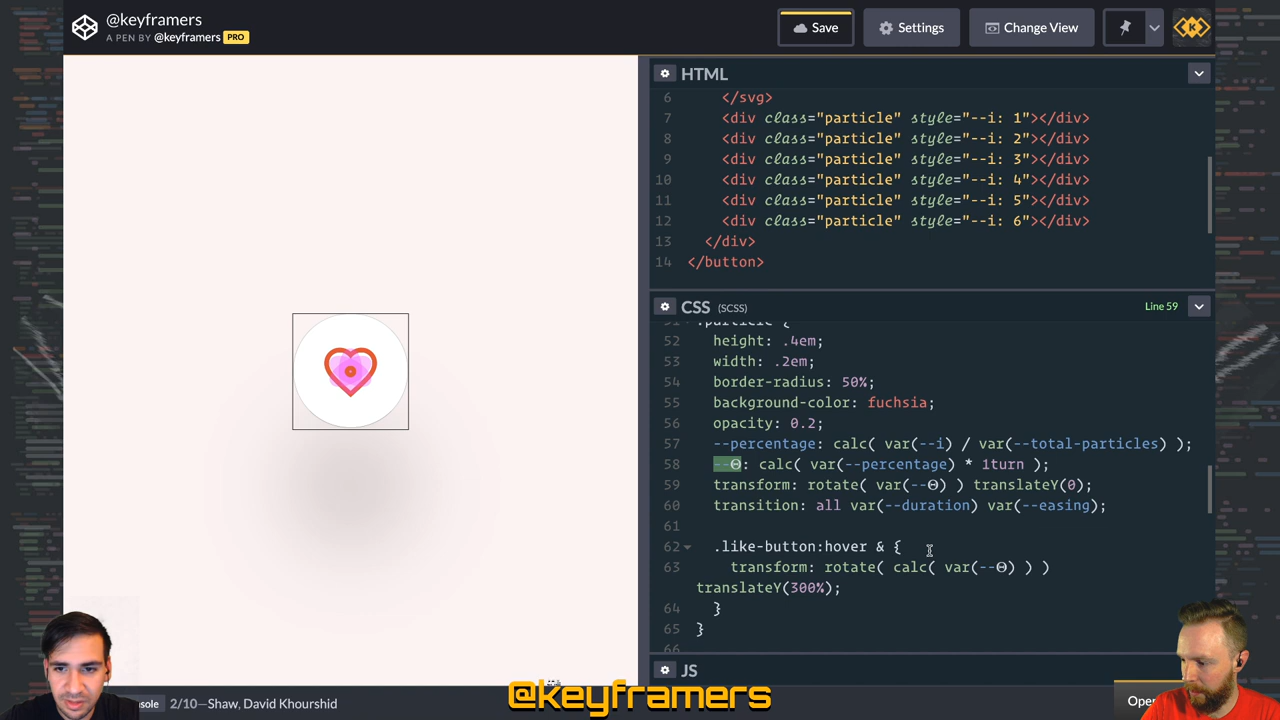 @keyframers
A PEN BY @keyframers PRO
Save
Settings
Change View
K
HTML
6 </svg>
7 <div class="particle" style="--i: 1"></div>
8 <div class="particle" style="--i: 2"></div>
9 <div class="particle" style="--i: 3"></div>
10 <div class="particle" style="--i: 4"></div>
11 <div class="particle" style="--i: 5"></div>
12 <div class="particle" style="--i: 6"></div>
13 </div>
14 </button>
CSS (SCSS) Line 59
51 .particle {
52 height: .4em;
53 width: .2em;
54 border-radius: 50%;
55 background-color: fuchsia;
56 opacity: 0.2;
57 --percentage: calc( var(--i) / var(--total-particles) );
58 --Θ: calc( var(--percentage) * 1turn );
59 transform: rotate( var(--Θ) ) translateY(0);
60 transition: all var(--duration) var(--easing);
61
62 .like-button:hover & {
63 transform: rotate( calc( var(--Θ) ) )
translateY(300%);
64 }
65 }
66
JS
2/10—Shaw, David Khourshid
@keyframers